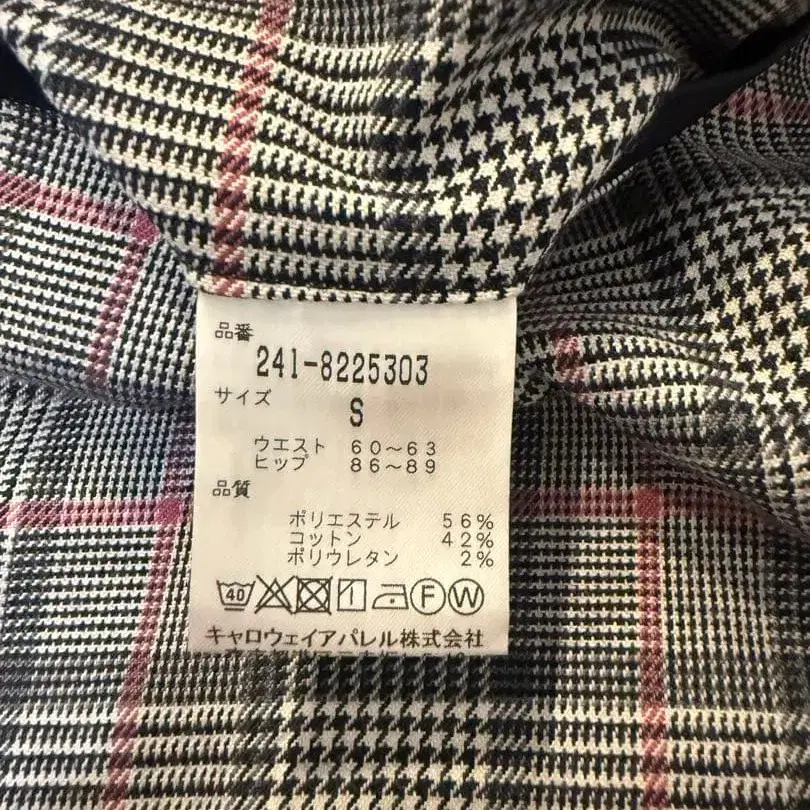 品番
241-8225303
サイズ
S
ウエスト 60～63
ヒップ 86～89
品質
ポリエステル 56%
コットン 42%
ポリウレタン 2%
40 F W
キャロウェイアパレル株式会社